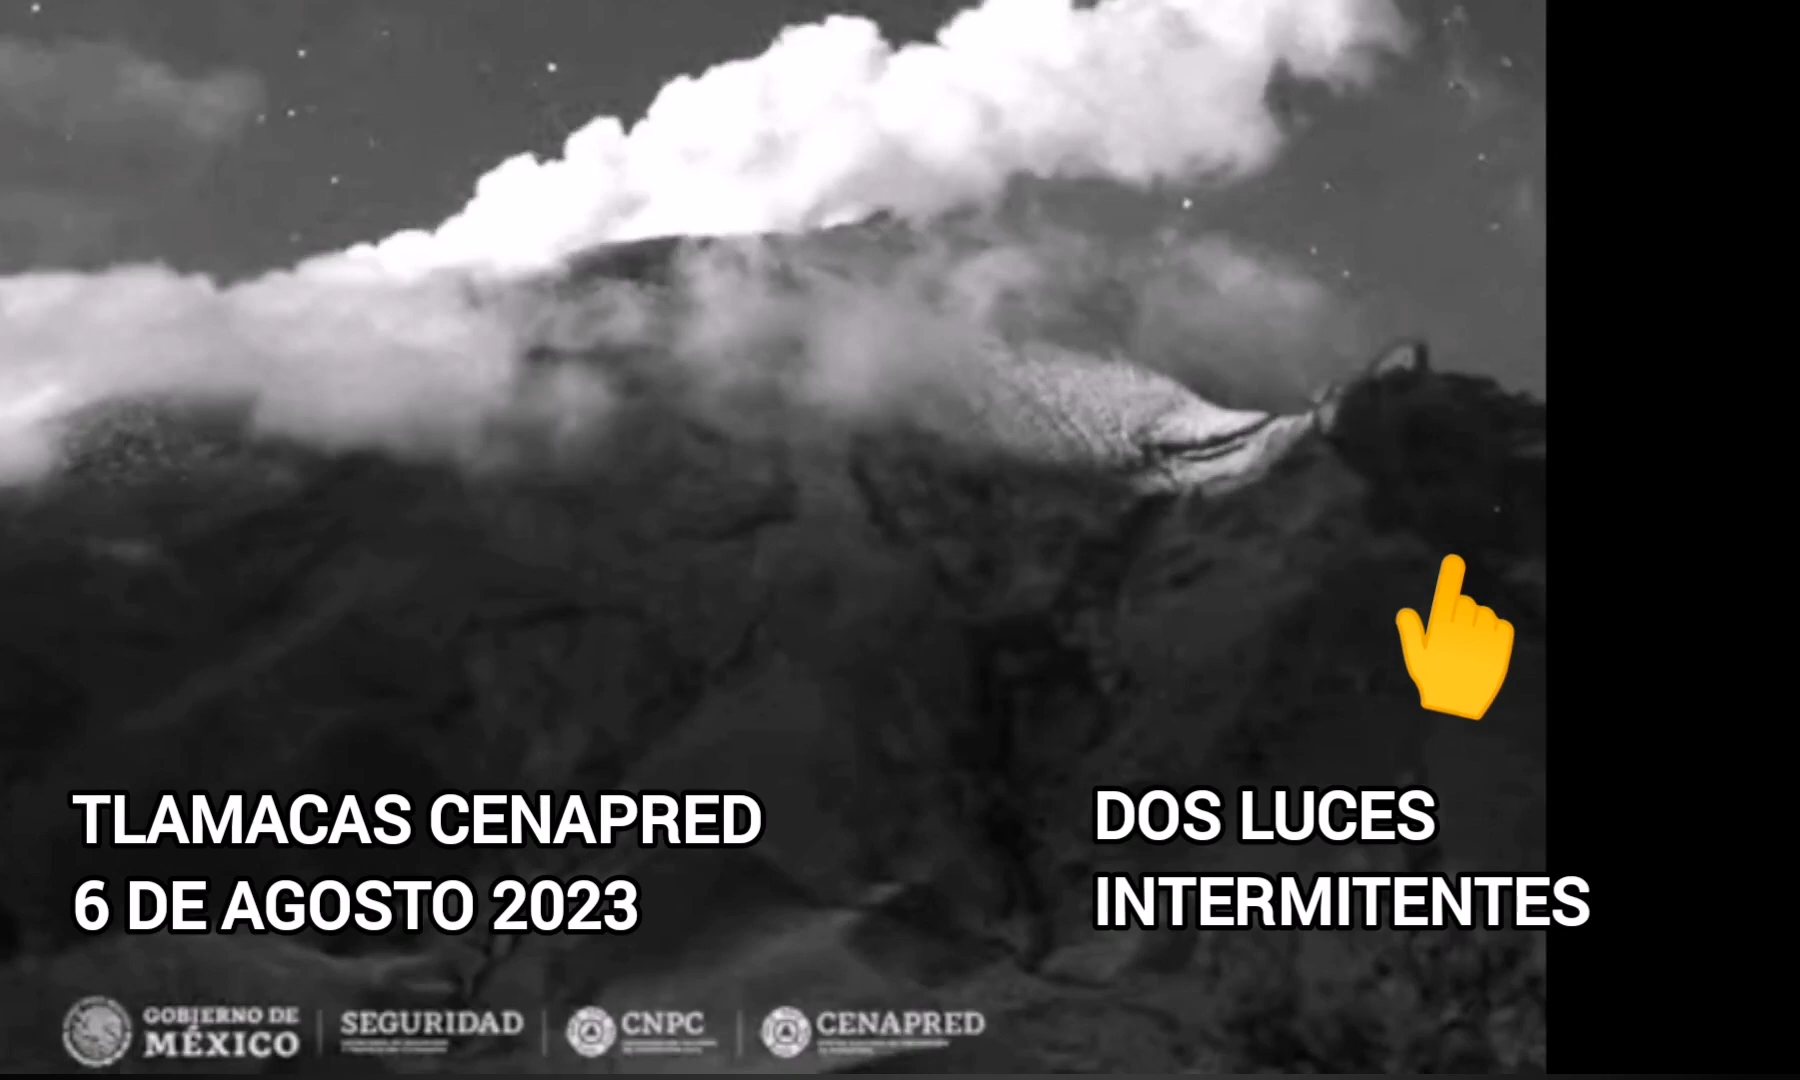 TLAMACAS CENAPRED
6 DE AGOSTO 2023
DOS LUCES
INTERMITENTES
GOBIERNO DE
MÉXICO
SEGURIDAD
CNPC
CENAPRED